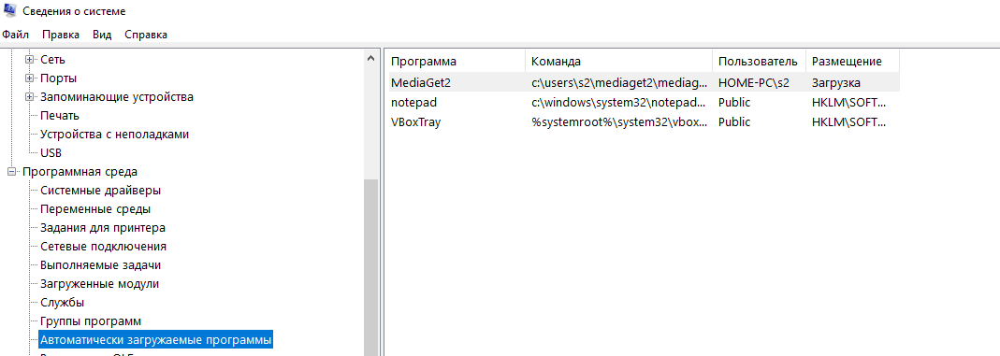 Сведения о системе
Файл Правка Вид Справка
Сеть
Порты
Запоминающие устройства
Печать
Устройства с неполадками
USB
Программная среда
Системные драйверы
Переменные среды
Задания для принтера
Сетевые подключения
Выполняемые задачи
Загруженные модули
Службы
Группы программ
Автоматически загружаемые программы
Программа Команда Пользователь Размещение
MediaGet2 c:\users\s2\mediaget2\mediag... HOME-PC\s2 Загрузка
notepad c:\windows\system32\notepad... Public HKLM\SOFT...
VBoxTray %systemroot%\system32\vbox... Public HKLM\SOFT...